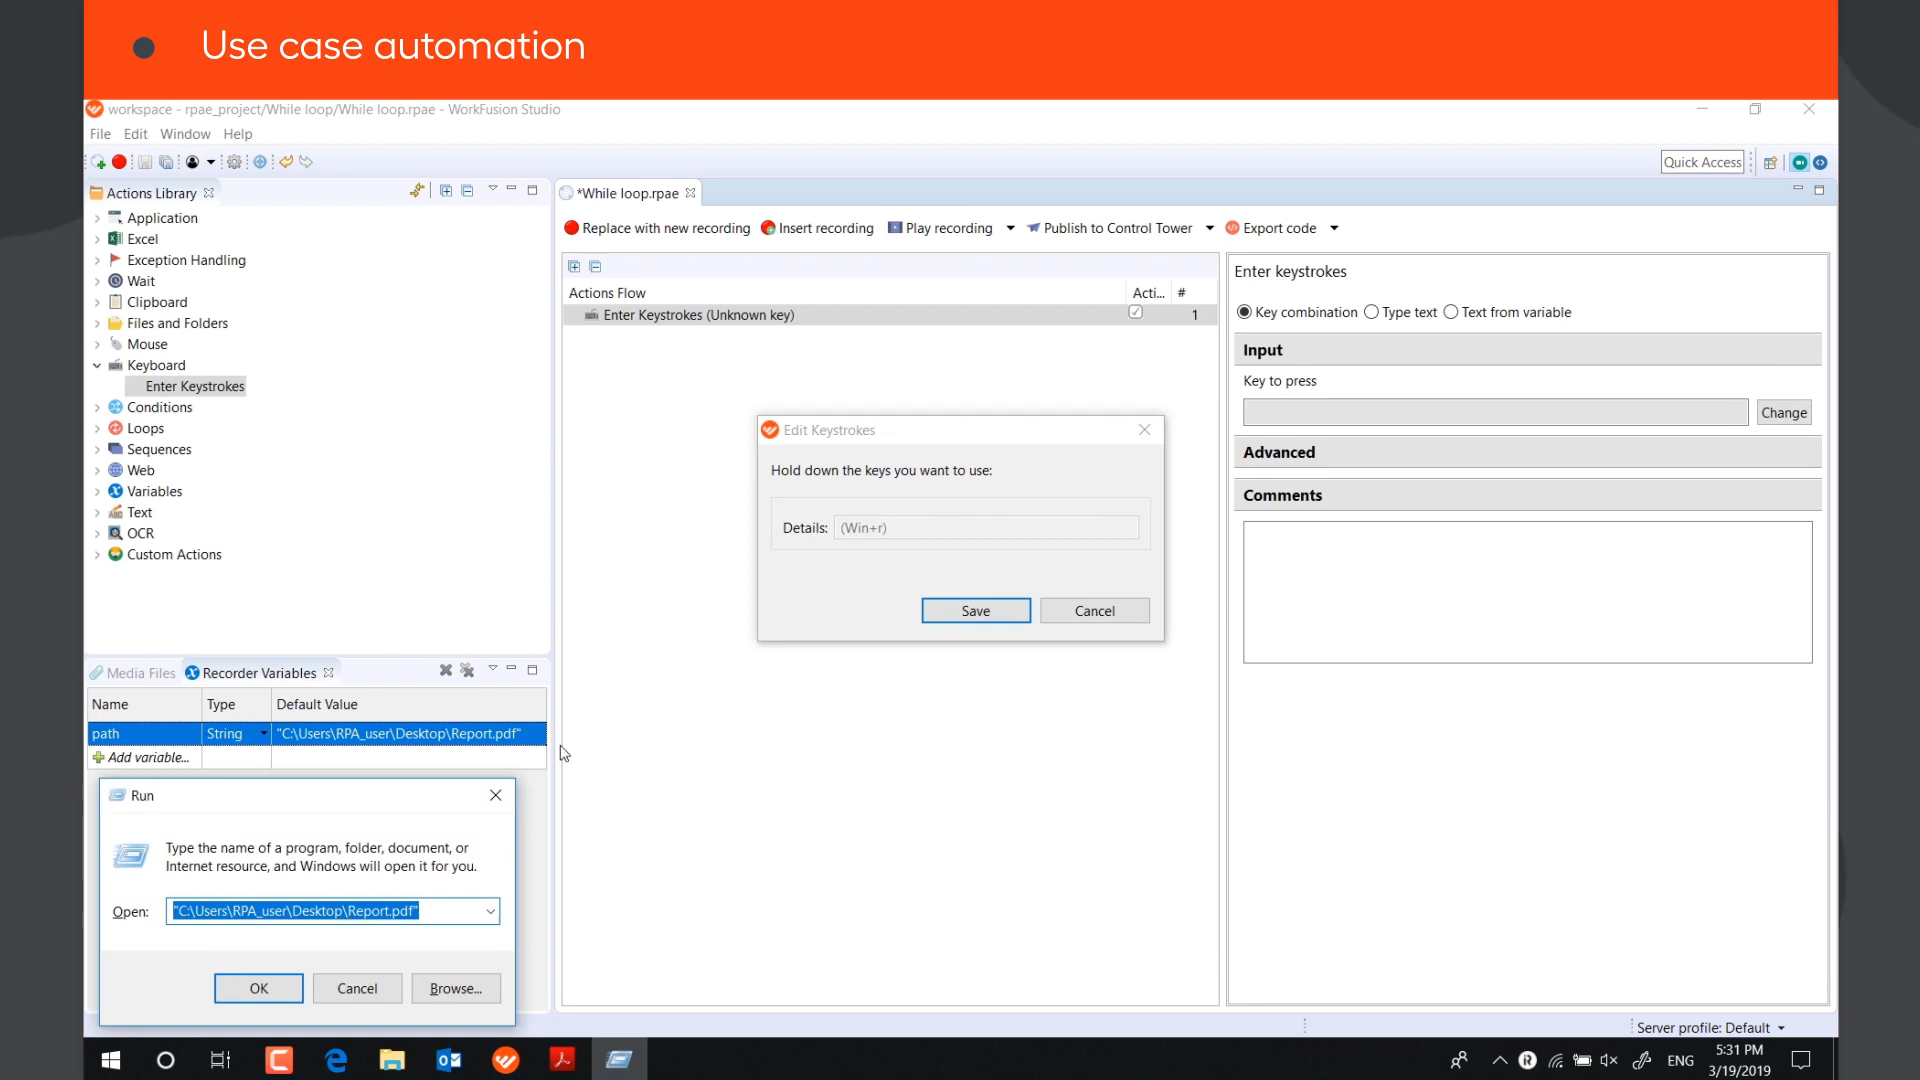 Use case automation
workspace - rpae_project/While loop/While loop.rpae - WorkFusion Studio
File Edit Window Help
Quick Access
Actions Library
*While loop.rpae
Application
Excel
Exception Handling
Wait
Clipboard
Files and Folders
Mouse
Keyboard
Enter Keystrokes
Conditions
Loops
Sequences
Web
Variables
Text
OCR
Custom Actions
Replace with new recording Insert recording Play recording Publish to Control Tower Export code
Actions Flow Acti... #
Enter Keystrokes (Unknown key) 1
Enter keystrokes
Key combination Type text Text from variable
Input
Key to press
Change
Advanced
Comments
Edit Keystrokes
Hold down the keys you want to use:
Details: (Win+r)
Save Cancel
Media Files Recorder Variables
Name Type Default Value
path String "C:\Users\RPA_user\Desktop\Report.pdf"
Add variable...
Run
Type the name of a program, folder, document, or
Internet resource, and Windows will open it for you.
Open: "C:\Users\RPA_user\Desktop\Report.pdf"
OK Cancel Browse...
Server profile: Default
ENG
5:31 PM
3/19/2019